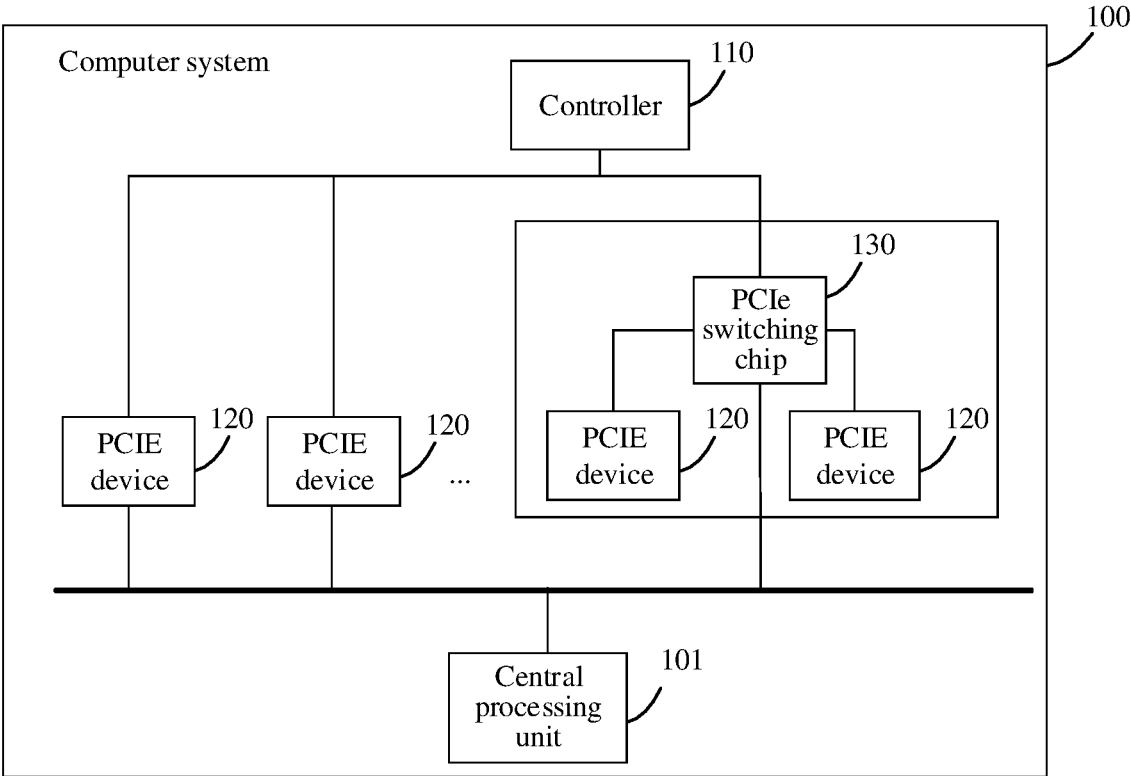 100
Computer system
110
Controller
130
PCIe
switching
chip
120
PCIE
device
120
PCIE
device
...
120
PCIE
device
120
PCIE
device
101
Central
processing
unit